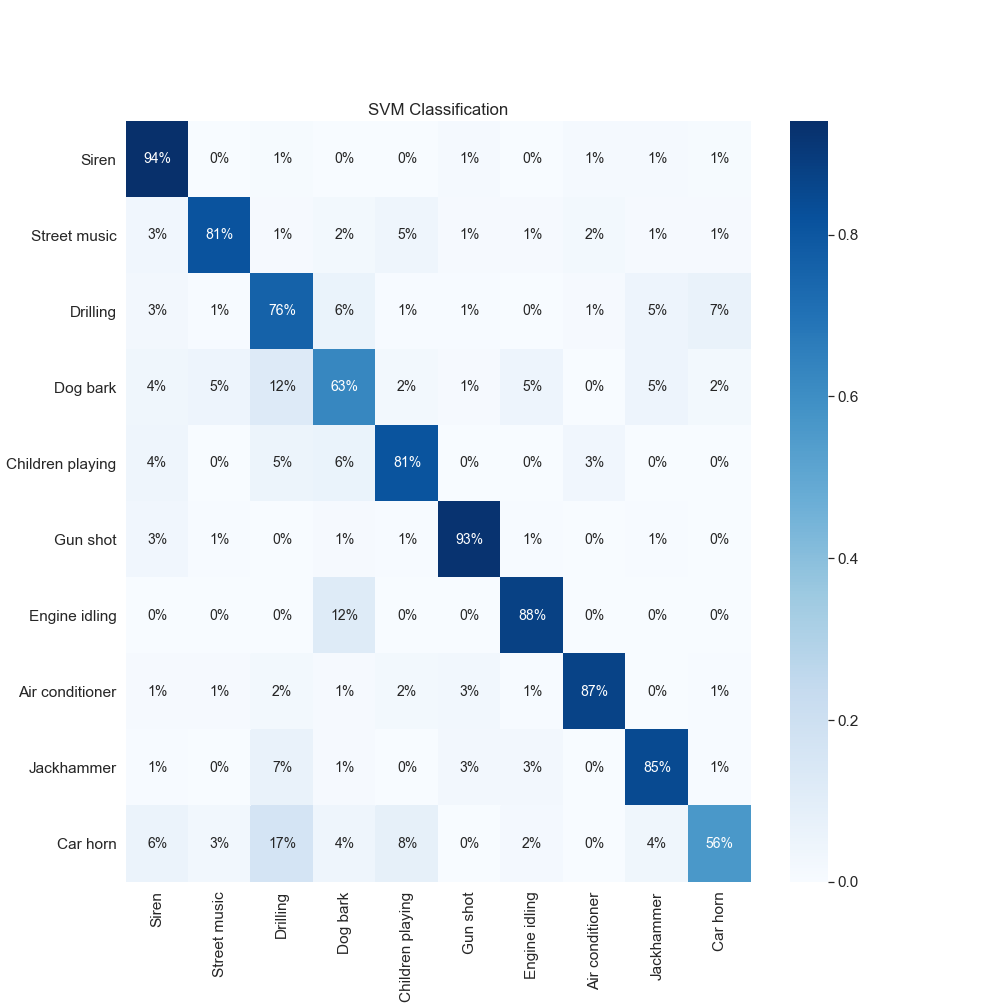 SVM Classification
Siren 94% 0% 1% 0% 0% 1% 0% 1% 1% 1%
Street music 3% 81% 1% 2% 5% 1% 1% 2% 1% 1%
0.8
Drilling 3% 1% 76% 6% 1% 1% 0% 1% 5% 7%
Dog bark 4% 5% 12% 63% 2% 1% 5% 0% 5% 2%
0.6
Children playing 4% 0% 5% 6% 81% 0% 0% 3% 0% 0%
Gun shot 3% 1% 0% 1% 1% 93% 1% 0% 1% 0%
0.4
Engine idling 0% 0% 0% 12% 0% 0% 88% 0% 0% 0%
Air conditioner 1% 1% 2% 1% 2% 3% 1% 87% 0% 1%
0.2
Jackhammer 1% 0% 7% 1% 0% 3% 3% 0% 85% 1%
Car horn 6% 3% 17% 4% 8% 0% 2% 0% 4% 56%
0.0
Siren
Street music
Drilling
Dog bark
Children playing
Gun shot
Engine idling
Air conditioner
Jackhammer
Car horn